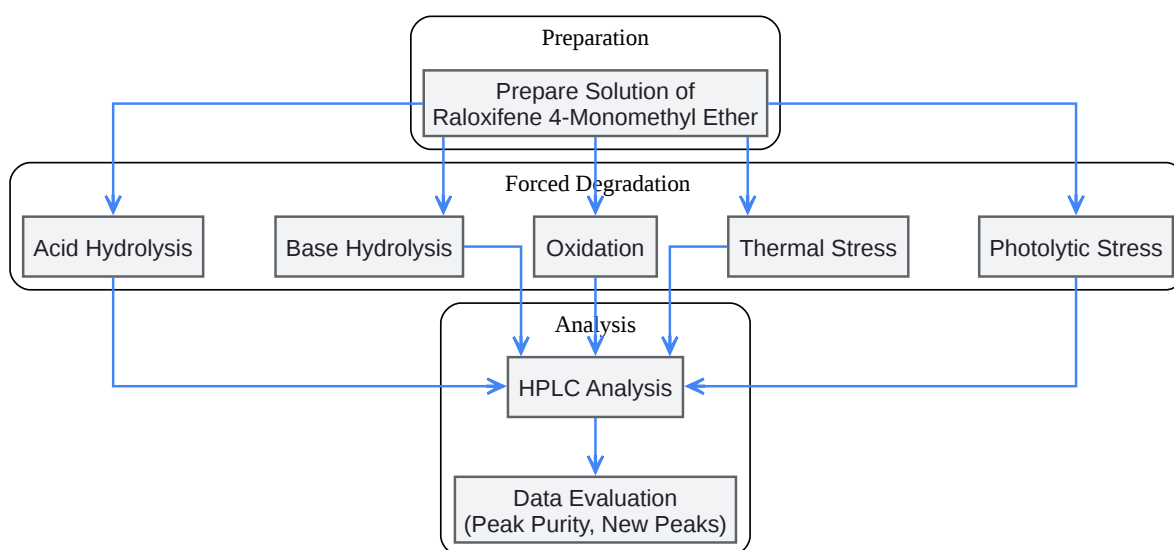 Preparation
Prepare Solution of
Raloxifene 4-Monomethyl Ether
Forced Degradation
Acid Hydrolysis
Base Hydrolysis
Oxidation
Thermal Stress
Photolytic Stress
Analysis
HPLC Analysis
Data Evaluation
(Peak Purity, New Peaks)